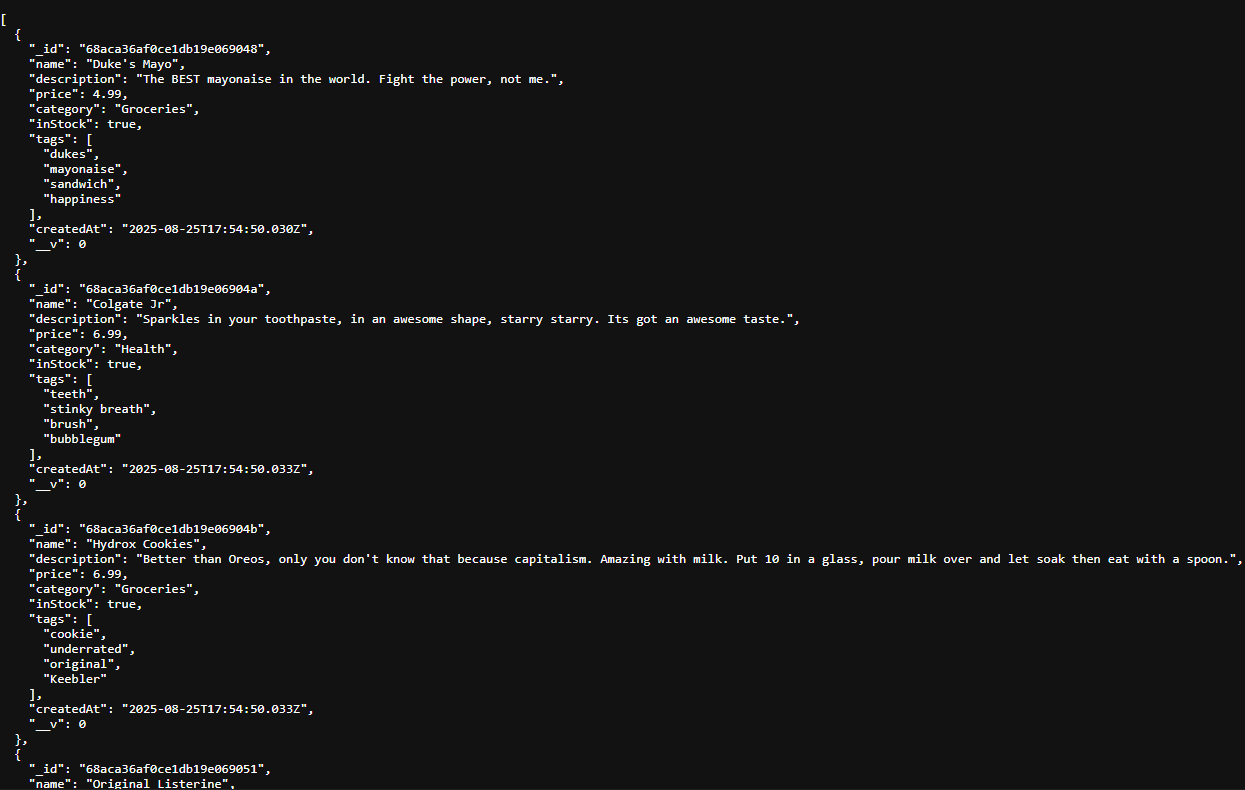 [
  {
    "_id": "68aca36af0ce1db19e069048",
    "name": "Duke's Mayo",
    "description": "The BEST mayonaise in the world. Fight the power, not me.",
    "price": 4.99,
    "category": "Groceries",
    "inStock": true,
    "tags": [
      "dukes",
      "mayonaise",
      "sandwich",
      "happiness"
    ],
    "createdAt": "2025-08-25T17:54:50.030Z",
    "__v": 0
  },
  {
    "_id": "68aca36af0ce1db19e06904a",
    "name": "Colgate Jr",
    "description": "Sparkles in your toothpaste, in an awesome shape, starry starry. Its got an awesome taste.",
    "price": 6.99,
    "category": "Health",
    "inStock": true,
    "tags": [
      "teeth",
      "stinky breath",
      "brush",
      "bubblegum"
    ],
    "createdAt": "2025-08-25T17:54:50.033Z",
    "__v": 0
  },
  {
    "_id": "68aca36af0ce1db19e06904b",
    "name": "Hydrox Cookies",
    "description": "Better than Oreos, only you don't know that because capitalism. Amazing with milk. Put 10 in a glass, pour milk over and let soak then eat with a spoon.",
    "price": 6.99,
    "category": "Groceries",
    "inStock": true,
    "tags": [
      "cookie",
      "underrated",
      "original",
      "Keebler"
    ],
    "createdAt": "2025-08-25T17:54:50.033Z",
    "__v": 0
  },
  {
    "_id": "68aca36af0ce1db19e069051",
    "name": "Original Listerine",